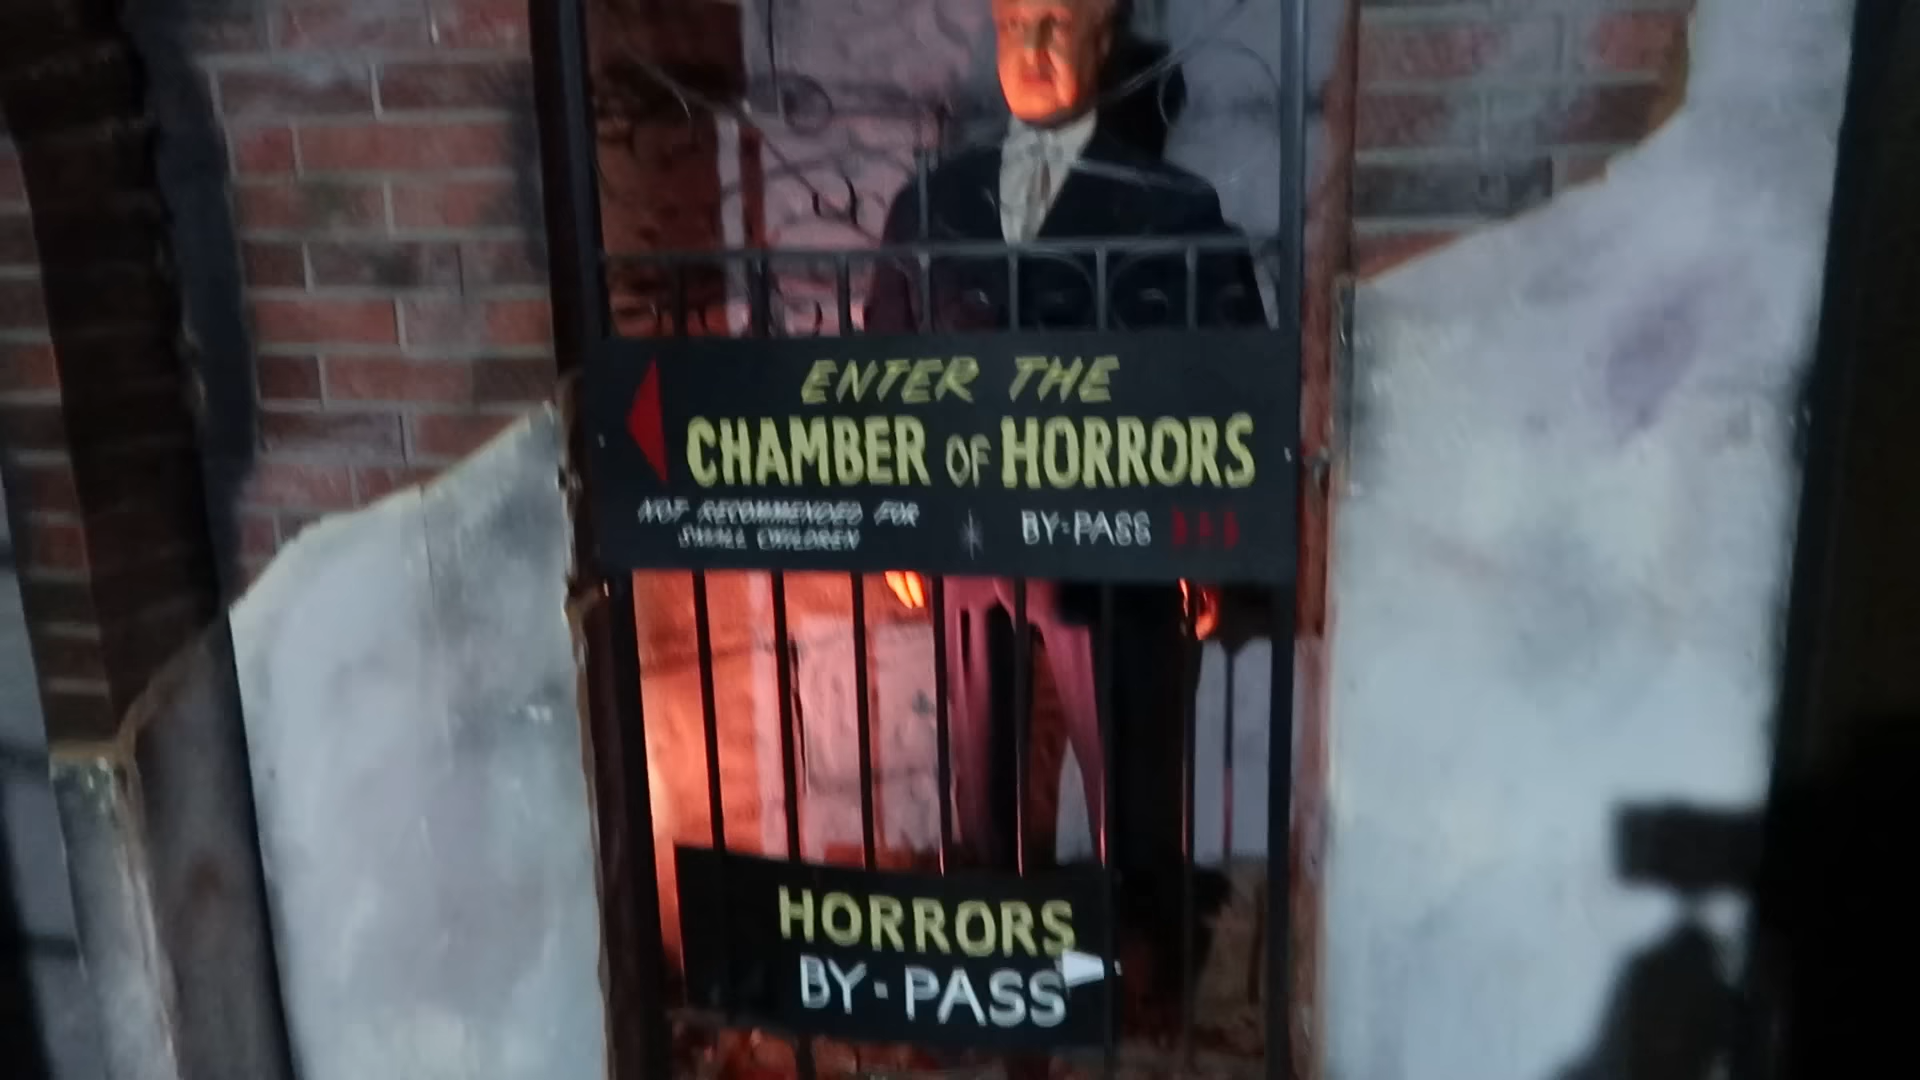 ENTER THE
CHAMBER OF HORRORS
NOT RECOMMENDED FOR
SMALL CHILDREN
BY-PASS
HORRORS
BY-PASS